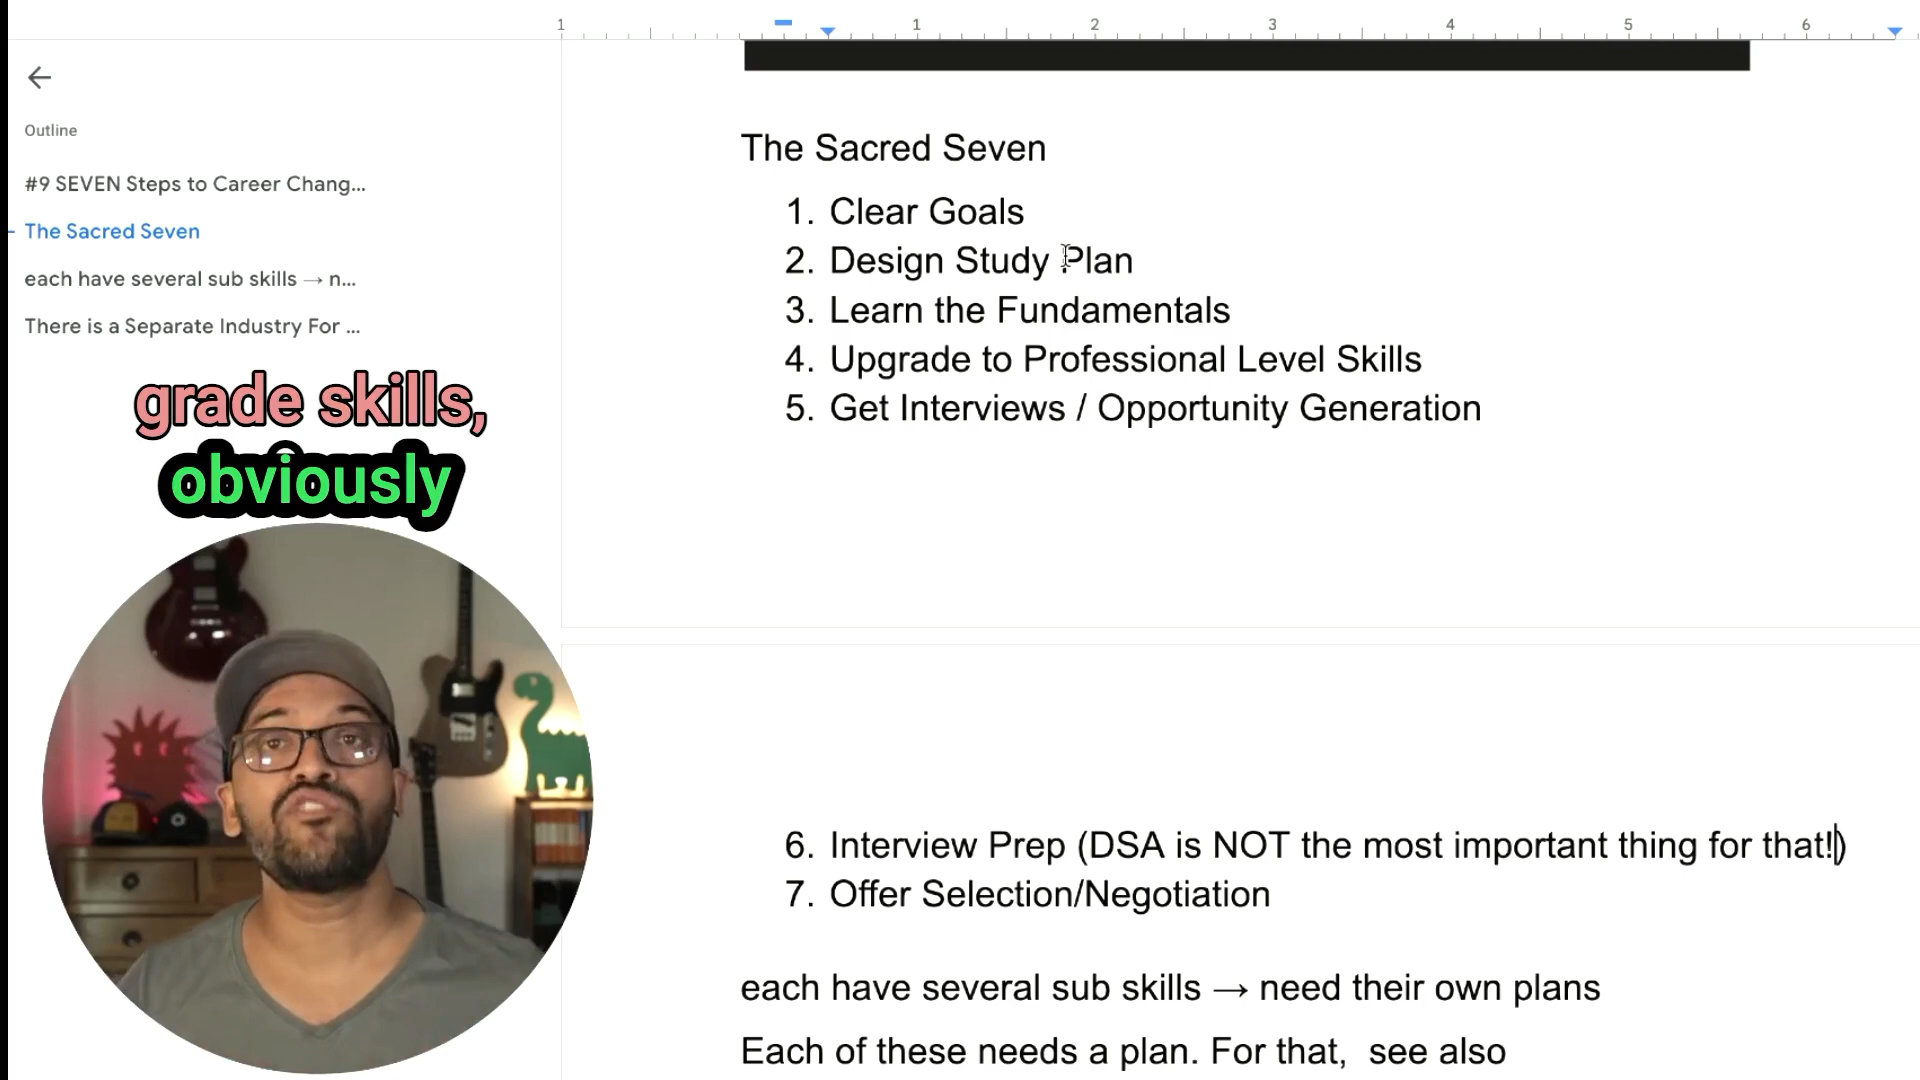 1 1 2 3 4 5 6
Outline
#9 SEVEN Steps to Career Chang...
The Sacred Seven
each have several sub skills → n...
There is a Separate Industry For ...
grade skills,
obviously
The Sacred Seven
1. Clear Goals
2. Design Study Plan
3. Learn the Fundamentals
4. Upgrade to Professional Level Skills
5. Get Interviews / Opportunity Generation
6. Interview Prep (DSA is NOT the most important thing for that!)
7. Offer Selection/Negotiation
each have several sub skills → need their own plans
Each of these needs a plan. For that,  see also